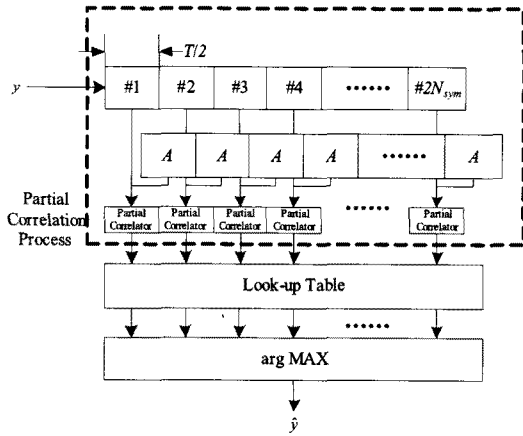 T/2
y
#1 #2 #3 #4 ...... #2N_sym
A A A A ...... A
Partial
Correlation
Process
Partial Correlator
Partial Correlator
Partial Correlator
Partial Correlator
......
Partial Correlator
Look-up Table
......
arg MAX
ŷ